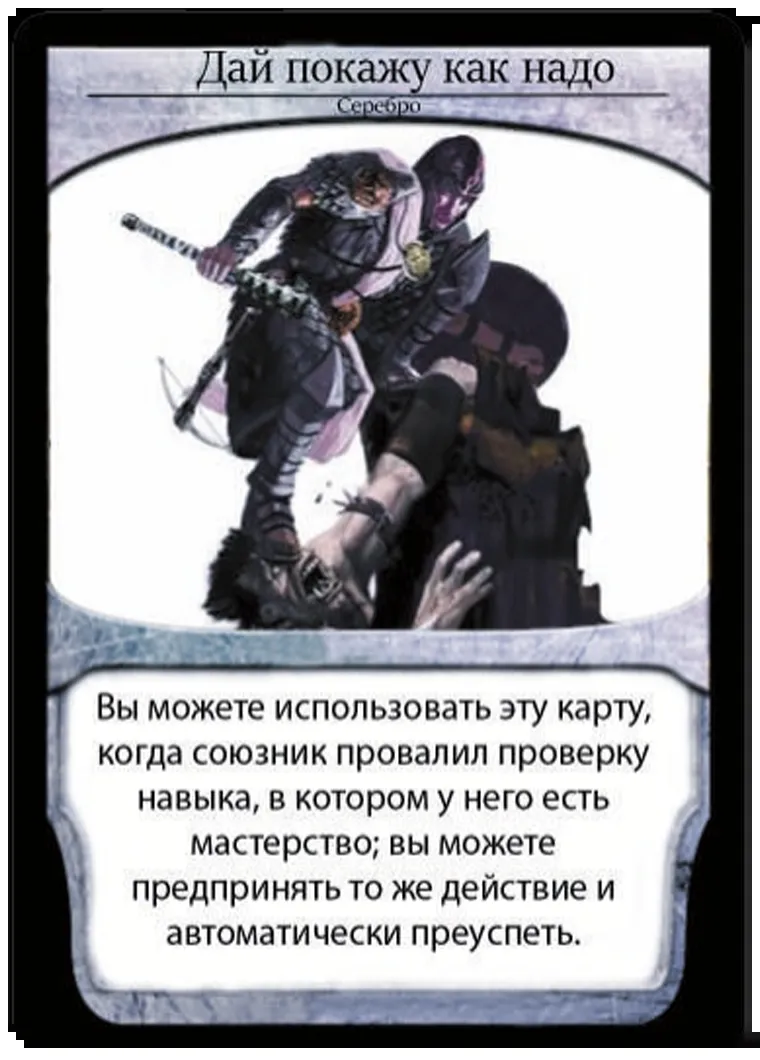 Дай покажу как надо
Серебро
Вы можете использовать эту карту,
когда союзник провалил проверку
навыка, в котором у него есть
мастерство; вы можете
предпринять то же действие и
автоматически преуспеть.